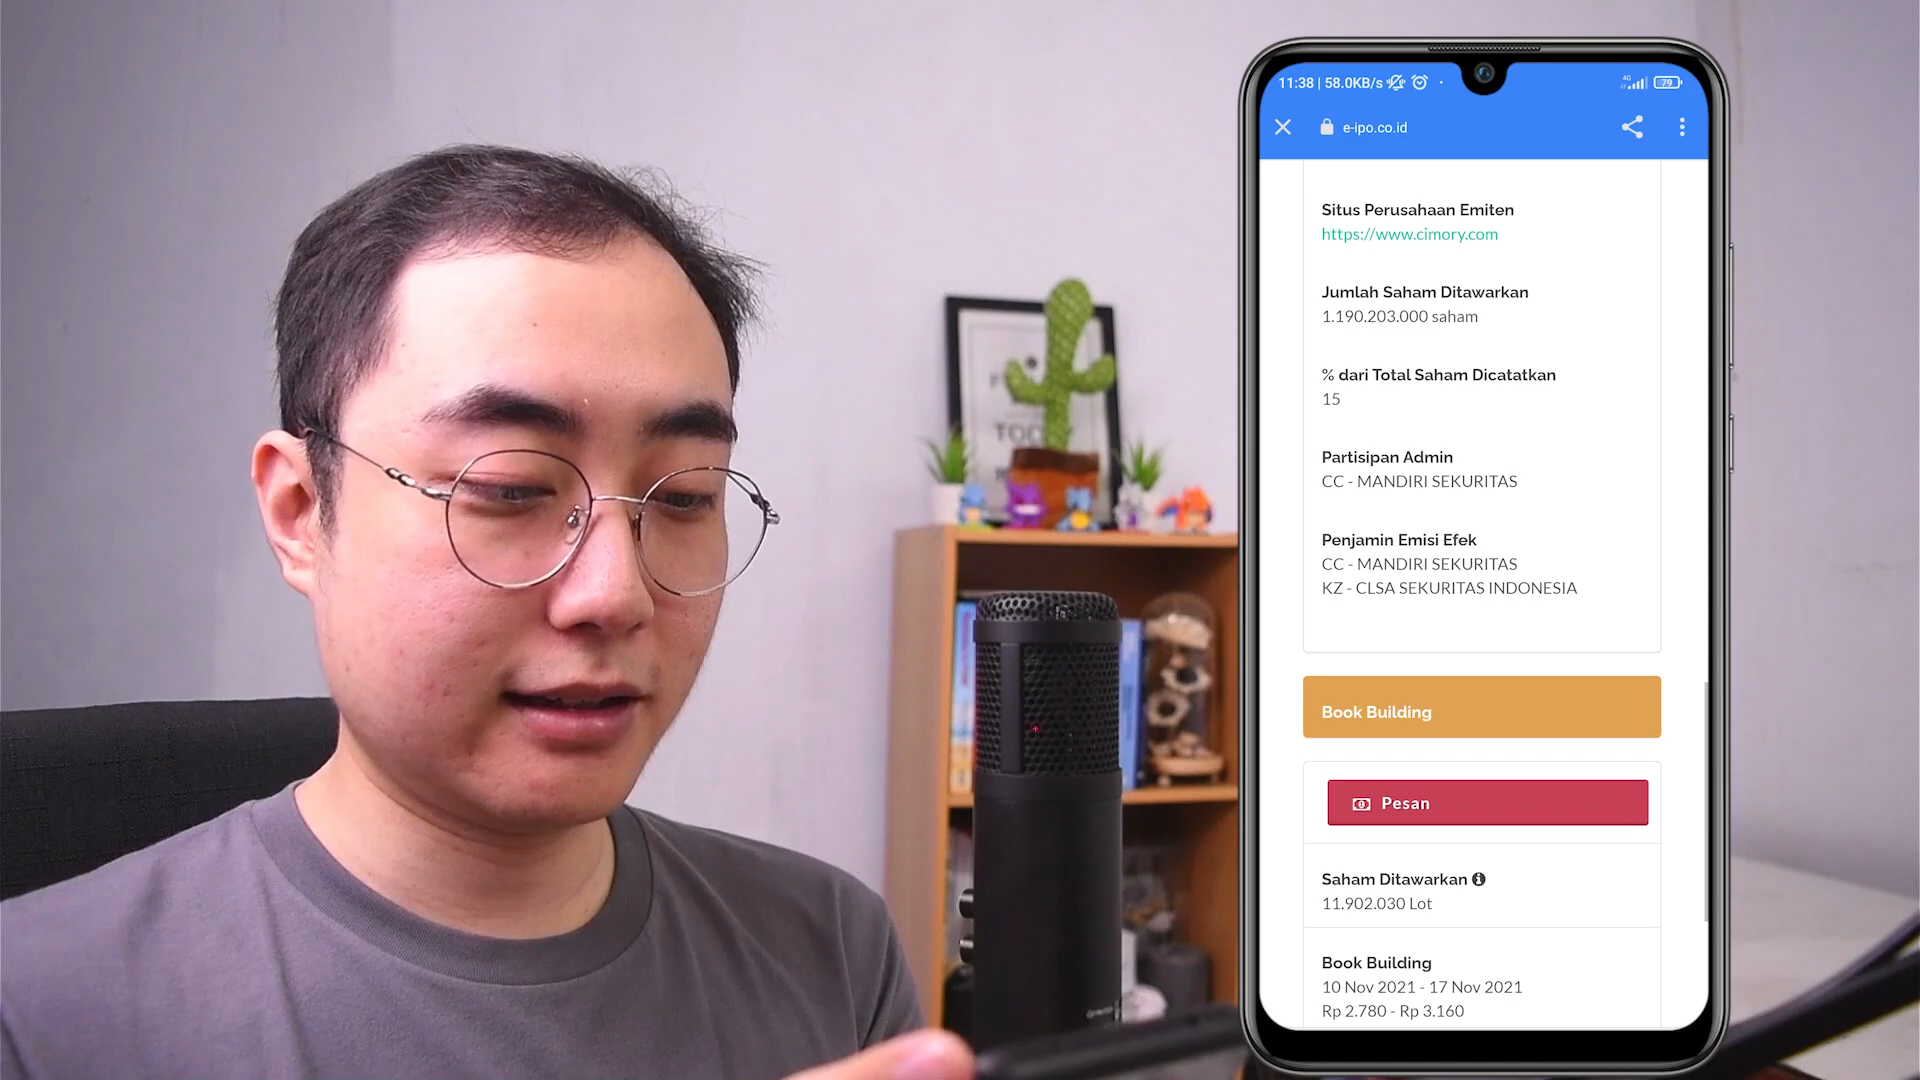 11:38 | 58.0KB/s
4G
79
e-ipo.co.id
Situs Perusahaan Emiten
https://www.cimory.com
Jumlah Saham Ditawarkan
1.190.203.000 saham
% dari Total Saham Dicatatkan
15
Partisipan Admin
CC - MANDIRI SEKURITAS
Penjamin Emisi Efek
CC - MANDIRI SEKURITAS
KZ - CLSA SEKURITAS INDONESIA
Book Building
Pesan
Saham Ditawarkan
11.902.030 Lot
Book Building
10 Nov 2021 - 17 Nov 2021
Rp 2.780 - Rp 3.160